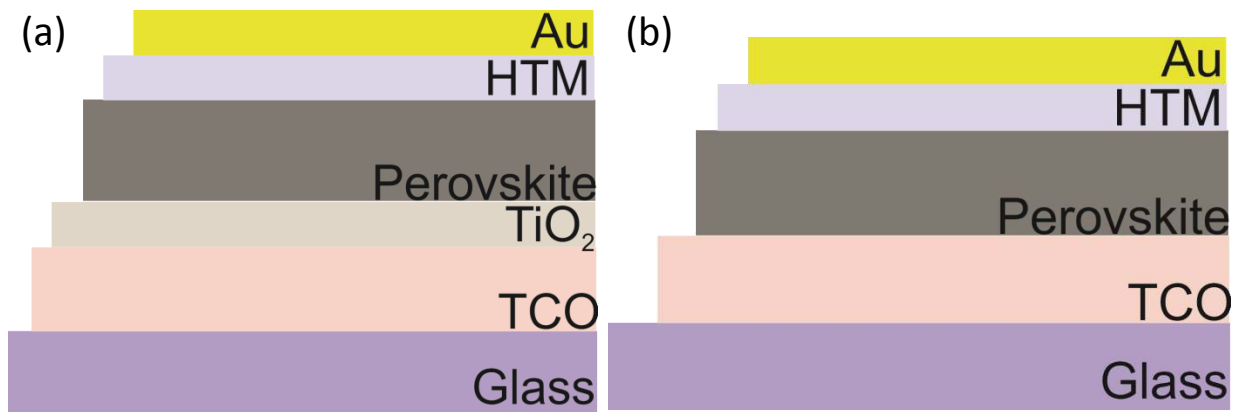 (a)
Au
HTM
Perovskite
TiO₂
TCO
Glass
(b)
Au
HTM
Perovskite
TCO
Glass